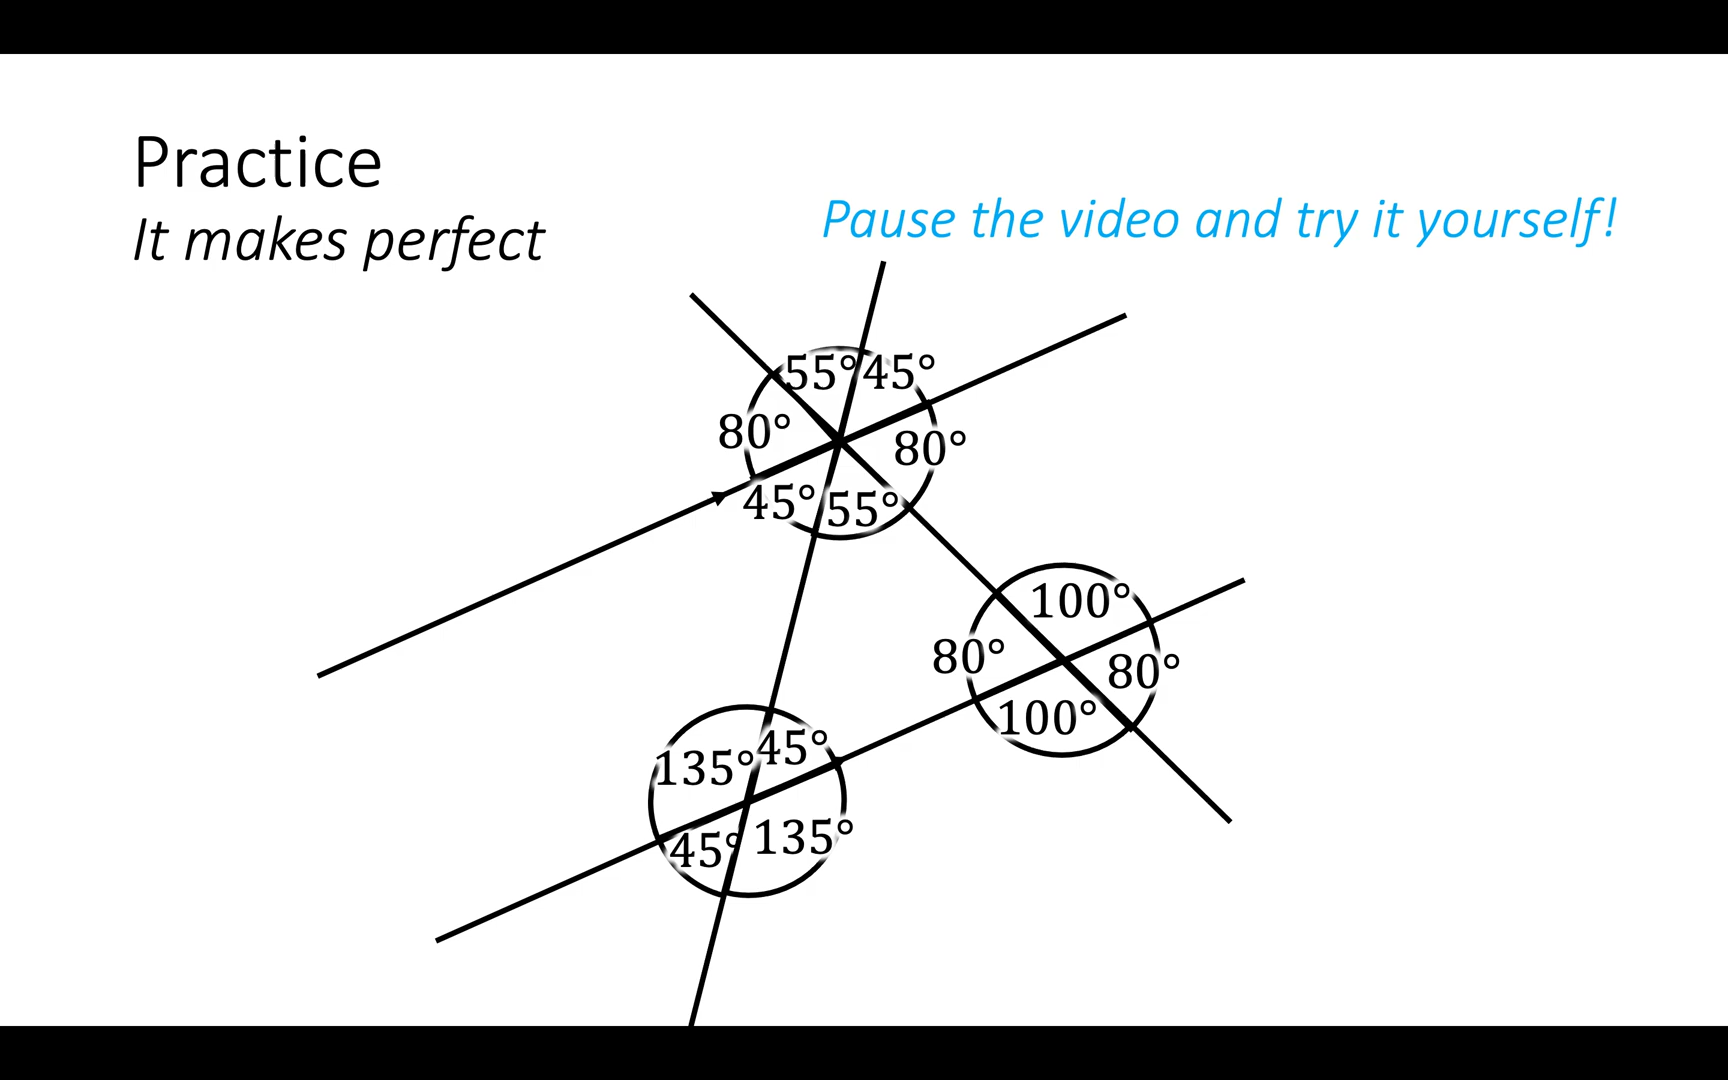 Practice
It makes perfect
Pause the video and try it yourself!
55° 45°
80° 80°
45° 55°
100°
80° 80°
100°
135° 45°
45° 135°